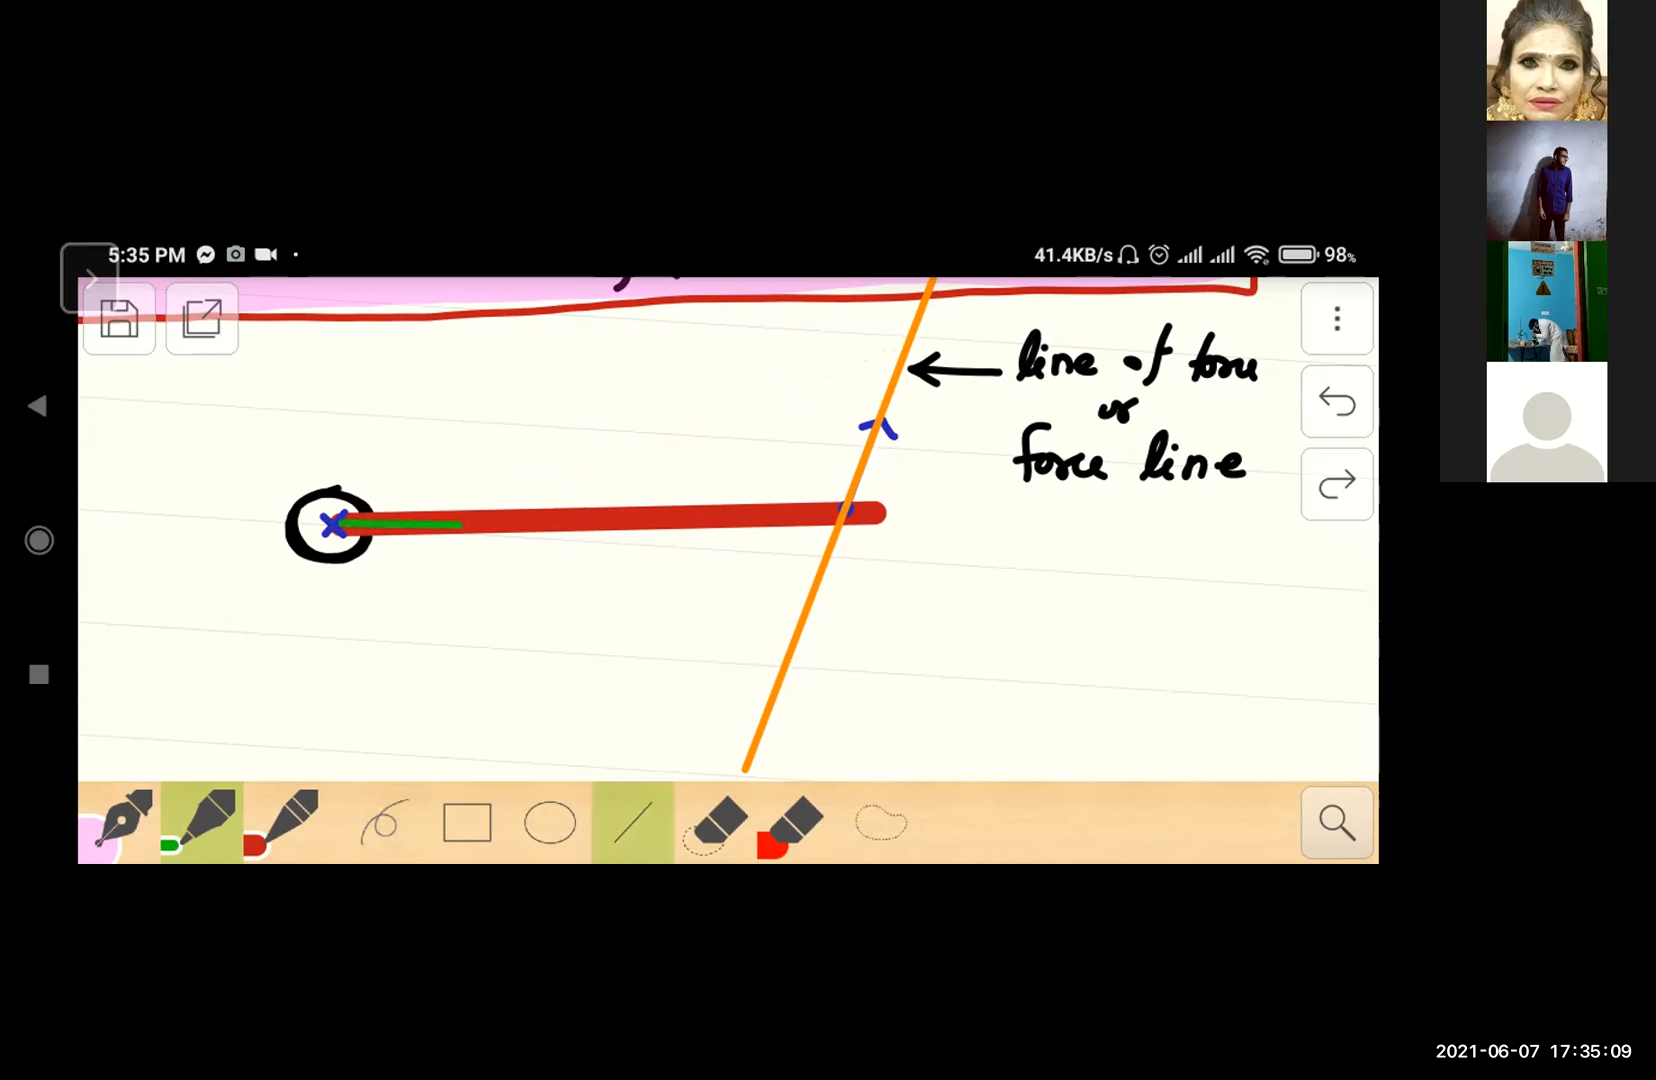 5:35 PM
41.4KB/s
98%
line of force
or
force line
2021-06-07 17:35:09